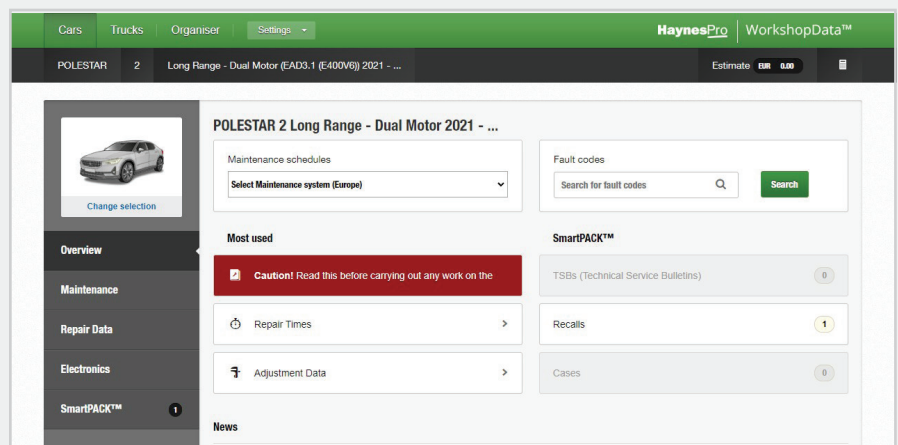 Cars Trucks Organiser Settings
HaynesPro WorkshopData™
POLESTAR 2 Long Range - Dual Motor (EAD3.1 (E400V6)) 2021 - ...
Estimate EUR 0.00
Change selection
Overview
Maintenance
Repair Data
Electronics
SmartPACK™ 1
POLESTAR 2 Long Range - Dual Motor 2021 - ...
Maintenance schedules
Select Maintenance system (Europe)
Fault codes
Search for fault codes
Search
Most used
Caution! Read this before carrying out any work on the
Repair Times
Adjustment Data
SmartPACK™
TSBs (Technical Service Bulletins) 0
Recalls 1
Cases 0
News